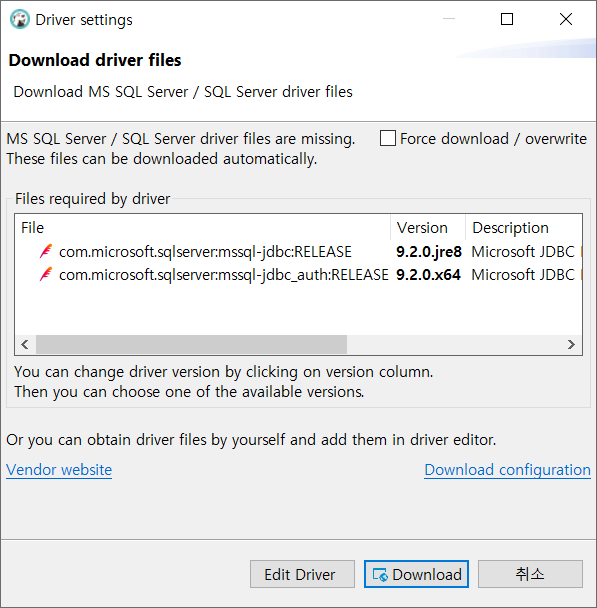 Driver settings
Download driver files
Download MS SQL Server / SQL Server driver files
MS SQL Server / SQL Server driver files are missing.
These files can be downloaded automatically.
Force download / overwrite
Files required by driver
File Version Description
com.microsoft.sqlserver:mssql-jdbc:RELEASE 9.2.0.jre8 Microsoft JDBC
com.microsoft.sqlserver:mssql-jdbc_auth:RELEASE 9.2.0.x64 Microsoft JDBC
You can change driver version by clicking on version column.
Then you can choose one of the available versions.
Or you can obtain driver files by yourself and add them in driver editor.
Vendor website Download configuration
Edit Driver Download 취소